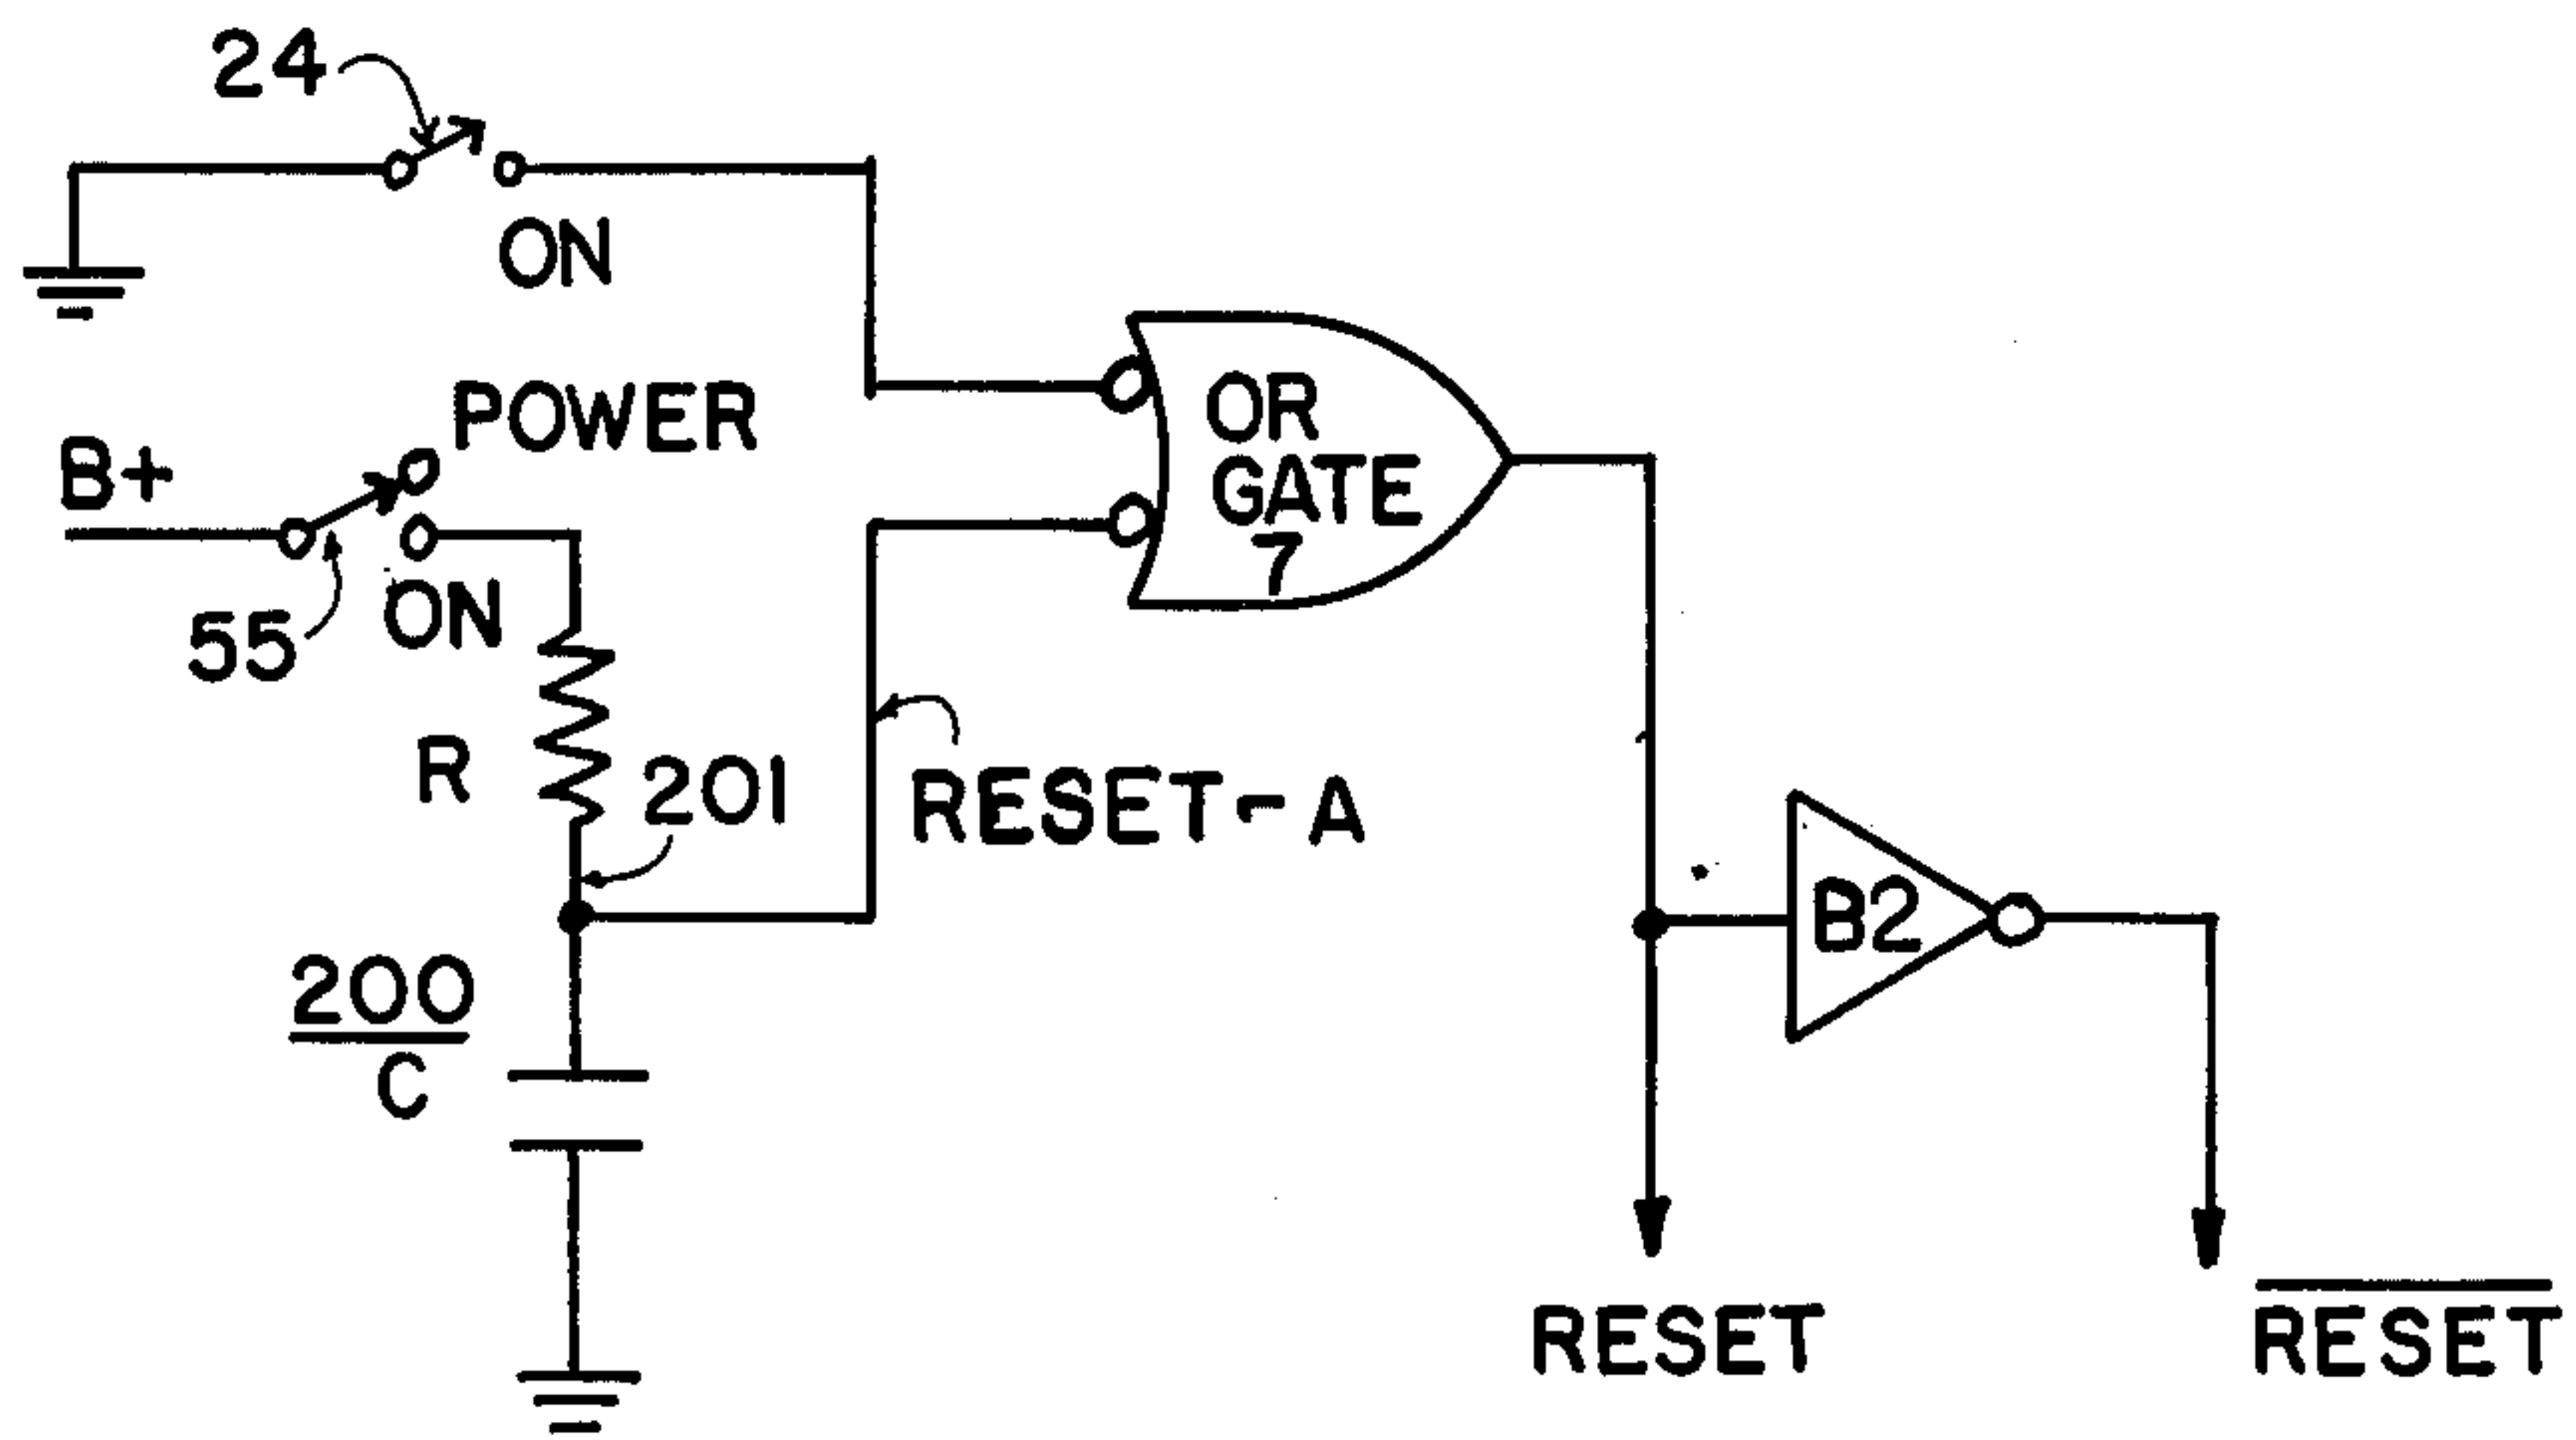 24
ON
POWER
B+
55
ON
OR
GATE
7
R
201
RESET-A
B2
200
C
RESET
RESET